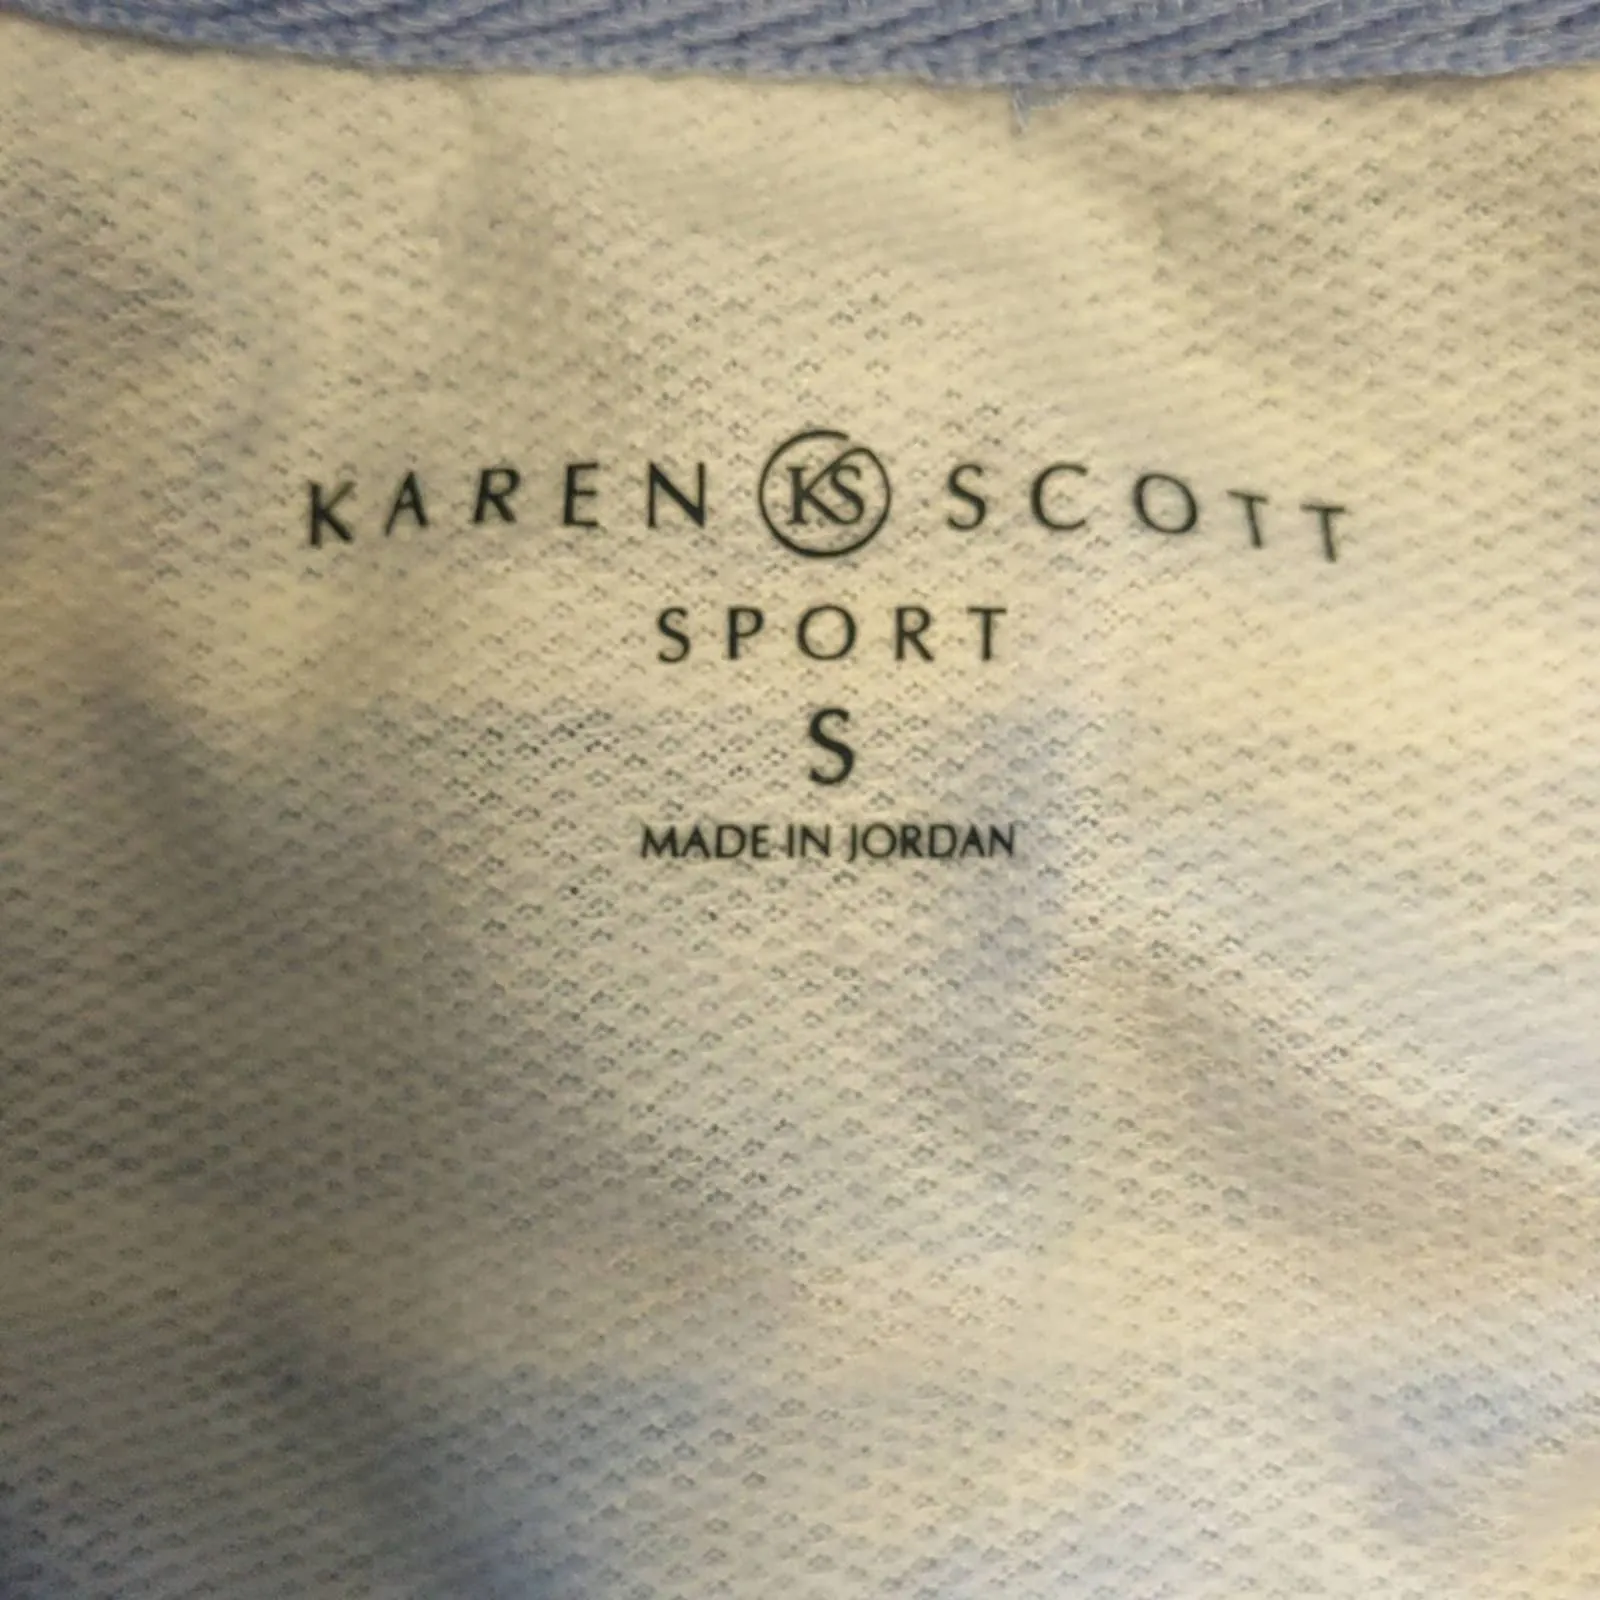 KAREN KS SCOTT
SPORT
S
MADE IN JORDAN